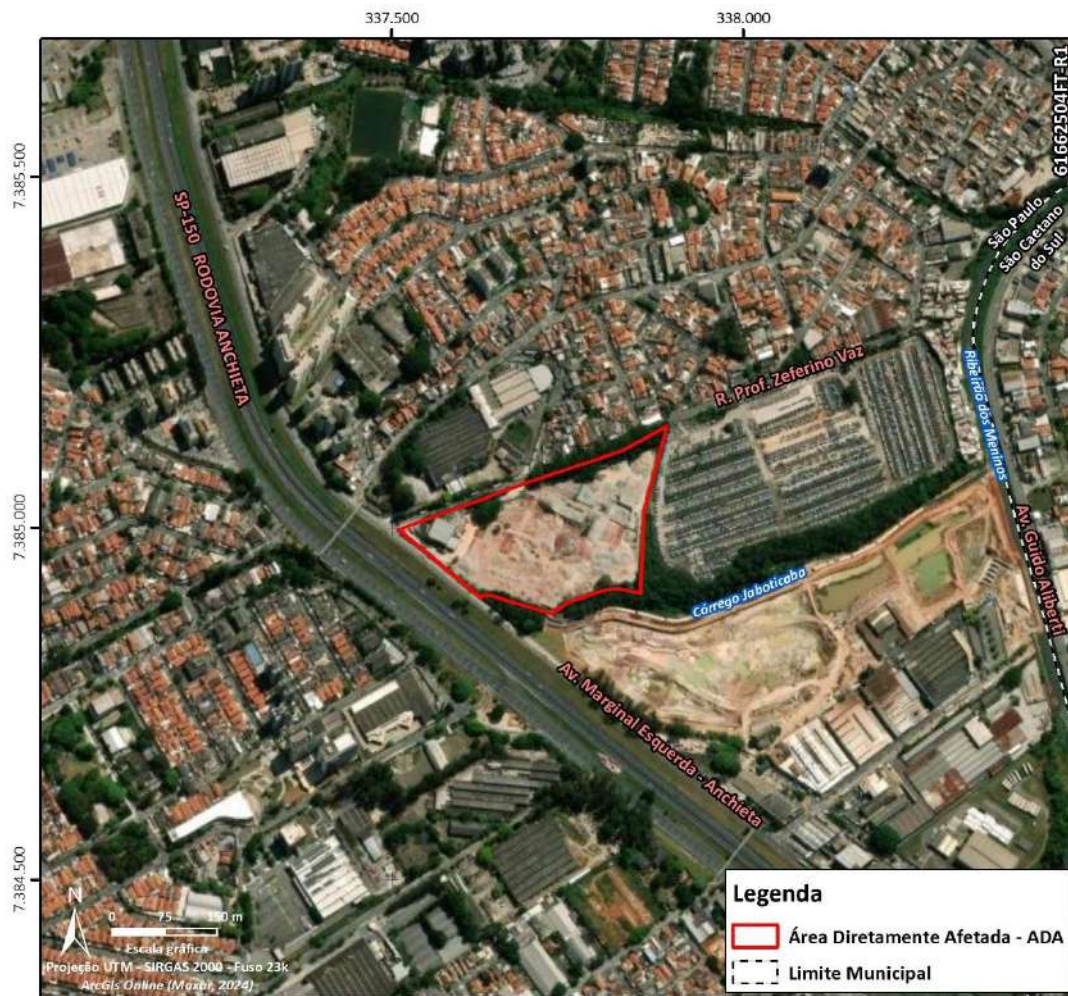 337.500
338.000
7.385.500
7.385.000
7.384.500
61662504FT-R1
São Paulo
São Caetano
do Sul
SP-150 RODOVIA ANCHIETA
R. Prof. Zeferino Vaz
Ribeirão dos Meninos
Av. Guido Aliberti
Córrego Jaboticaba
Av. Marginal Esquerda - Anchieta
N
0 75 150 m
Escala gráfica
Projeção UTM - SIRGAS 2000 - Fuso 23k
ArcGis Online (Maxar, 2024)
Legenda
Área Diretamente Afetada - ADA
Limite Municipal